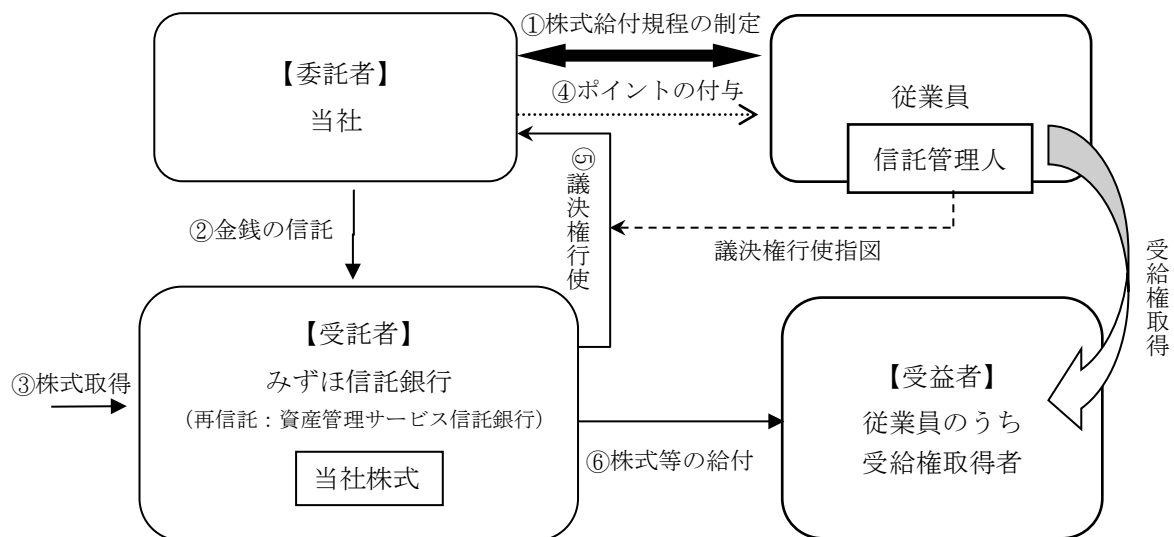 ①株式給付規程の制定
【委託者】
当社
④ポイントの付与
従業員
信託管理人
②金銭の信託
⑤議決権行使
議決権行使指図
受給権取得
【受託者】
みずほ信託銀行
(再信託：資産管理サービス信託銀行)
当社株式
③株式取得
⑥株式等の給付
【受益者】
従業員のうち
受給権取得者